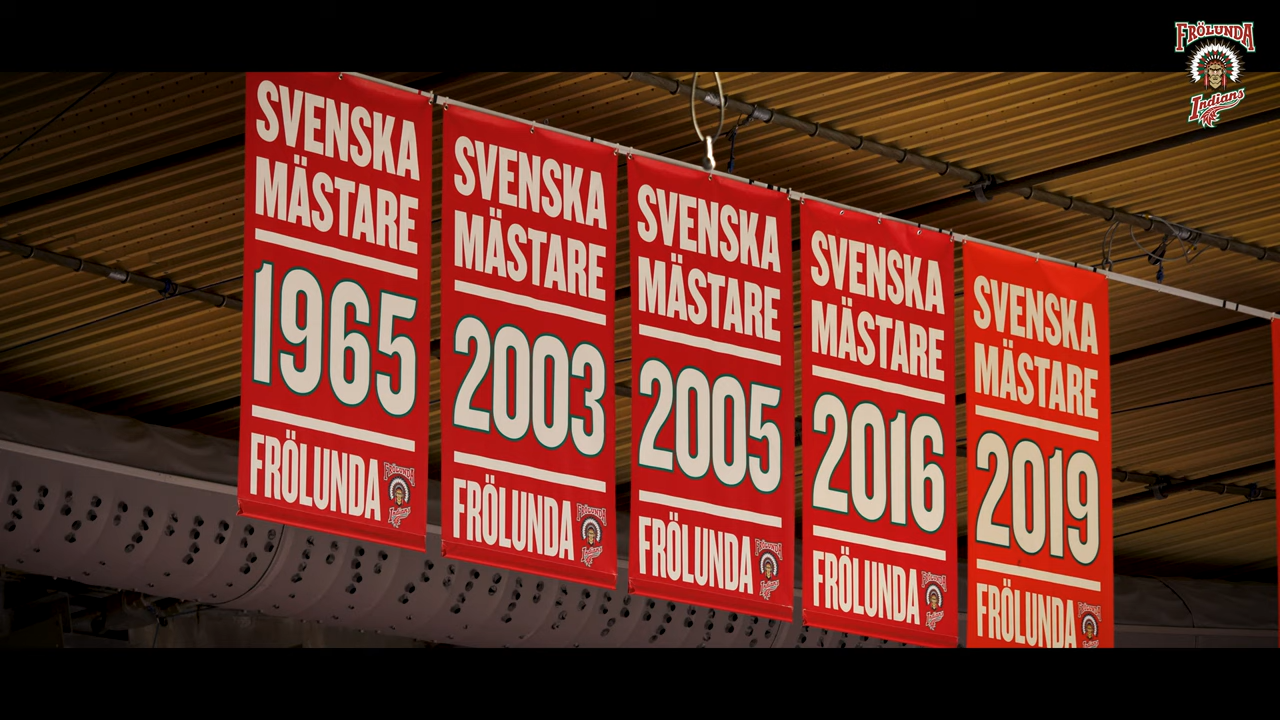 SVENSKA
MÄSTARE
1965
FRÖLUNDA
SVENSKA
MÄSTARE
2003
FRÖLUNDA
SVENSKA
MÄSTARE
2005
FRÖLUNDA
SVENSKA
MÄSTARE
2016
FRÖLUNDA
SVENSKA
MÄSTARE
2019
FRÖLUNDA
FRÖLUNDA
Indians